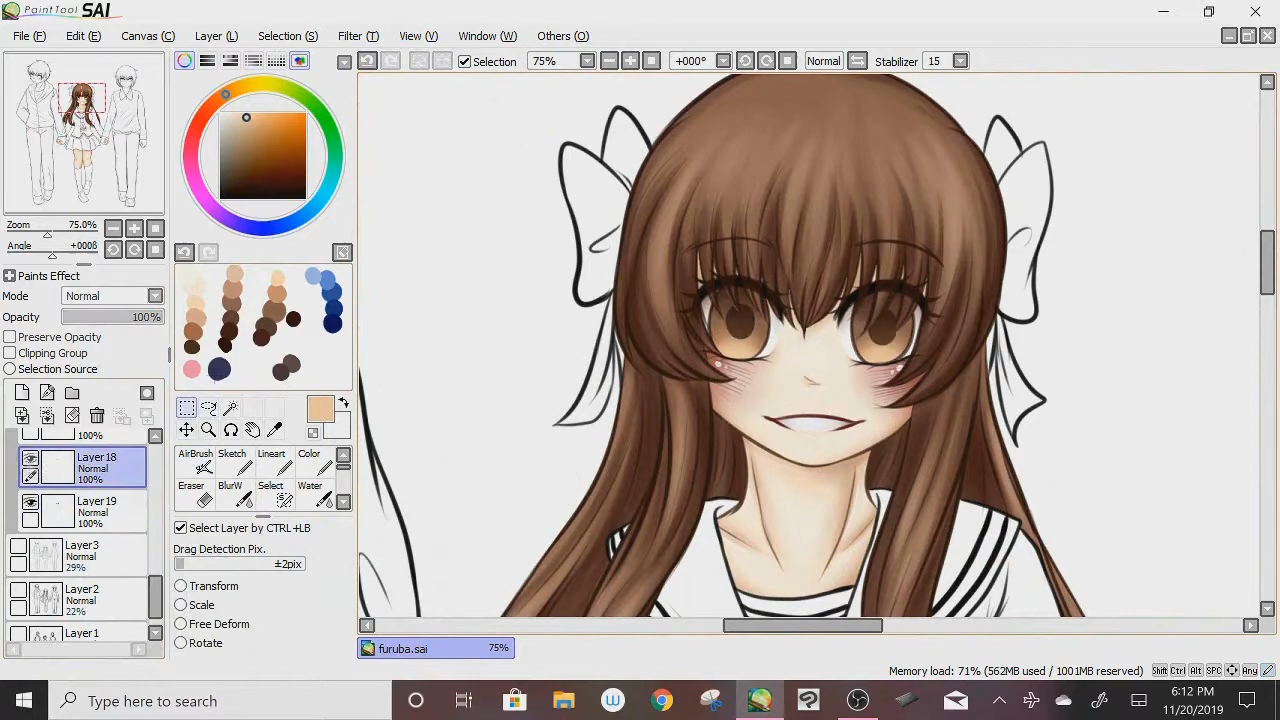 PaintTool SAI
File (F) Edit (E) Canvas (C) Layer (L) Selection (S) Filter (T) View (V) Window (W) Others (O)
Selection 75% +000° Normal Stabilizer 15
Zoom 75.0%
Angle +000ß
Paints Effect
Mode Normal
Opacity 100%
Preserve Opacity
Clipping Group
Selection Source
100%
Layer18
Normal
100%
Layer19
Normal
100%
Layer3
Normal
29%
Layer2
Normal
22%
Layer1
AirBrush Sketch Lineart Color
Eraser BlurW Select Water
Select Layer by CTRL+LB
Drag Detection Pix.
±2pix
Transform
Scale
Free Deform
Rotate
furuba.sai 75%
Memory load: 71% (562MB used / 1001MB reserved) Shift Ctrl Alt SPC Any
Type here to search
6:12 PM
11/20/2019